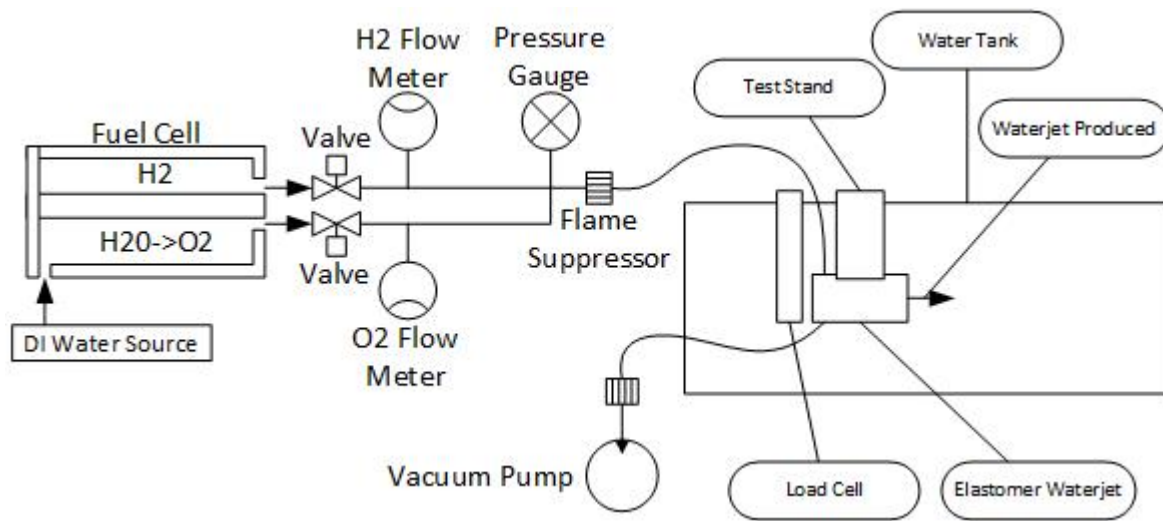 H2 Flow
Meter
Pressure
Gauge
Water Tank
Test Stand
Waterjet Produced
Fuel Cell
Valve
H2
H20->O2
Flame
Suppressor
Valve
DI Water Source
O2 Flow
Meter
Vacuum Pump
Load Cell
Elastomer Waterjet